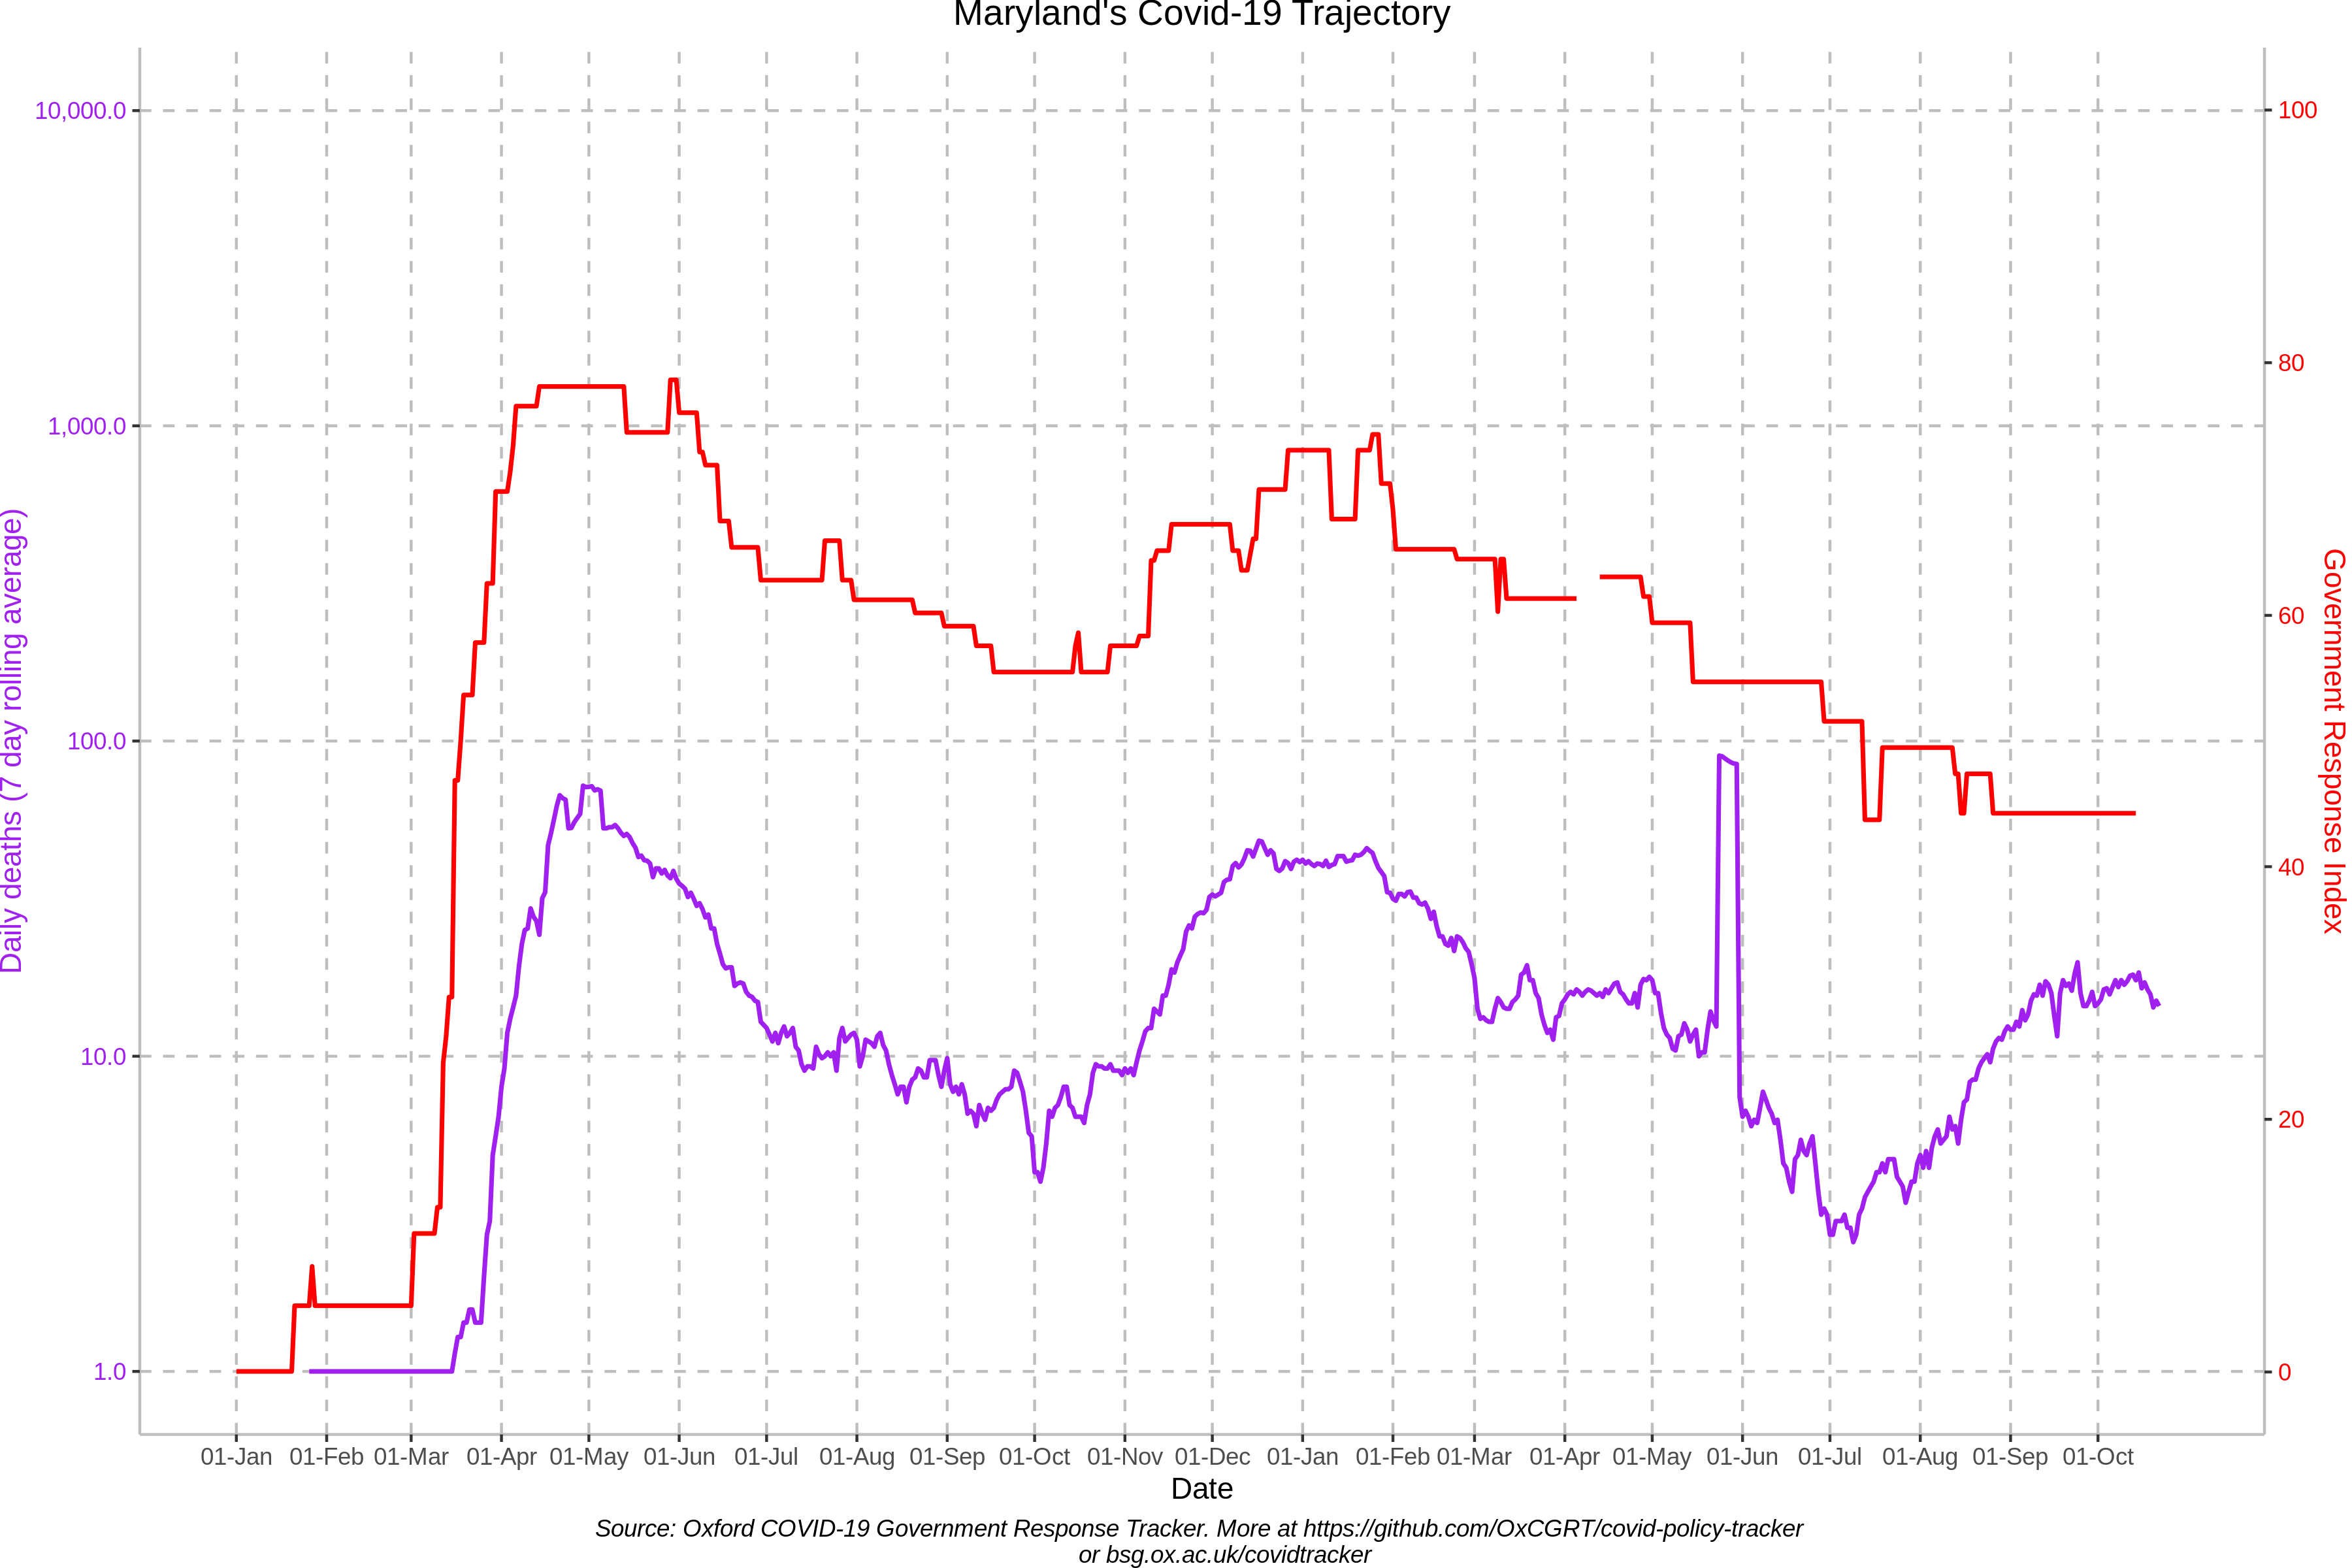 Maryland's Covid-19 Trajectory
10,000.0
1,000.0
100.0
10.0
1.0
Daily deaths (7 day rolling average)
100
80
60
40
20
0
Government Response Index
01-Jan 01-Feb 01-Mar 01-Apr 01-May 01-Jun 01-Jul 01-Aug 01-Sep 01-Oct 01-Nov 01-Dec 01-Jan 01-Feb 01-Mar 01-Apr 01-May 01-Jun 01-Jul 01-Aug 01-Sep 01-Oct
Date
Source: Oxford COVID-19 Government Response Tracker. More at https://github.com/OxCGRT/covid-policy-tracker
or bsg.ox.ac.uk/covidtracker